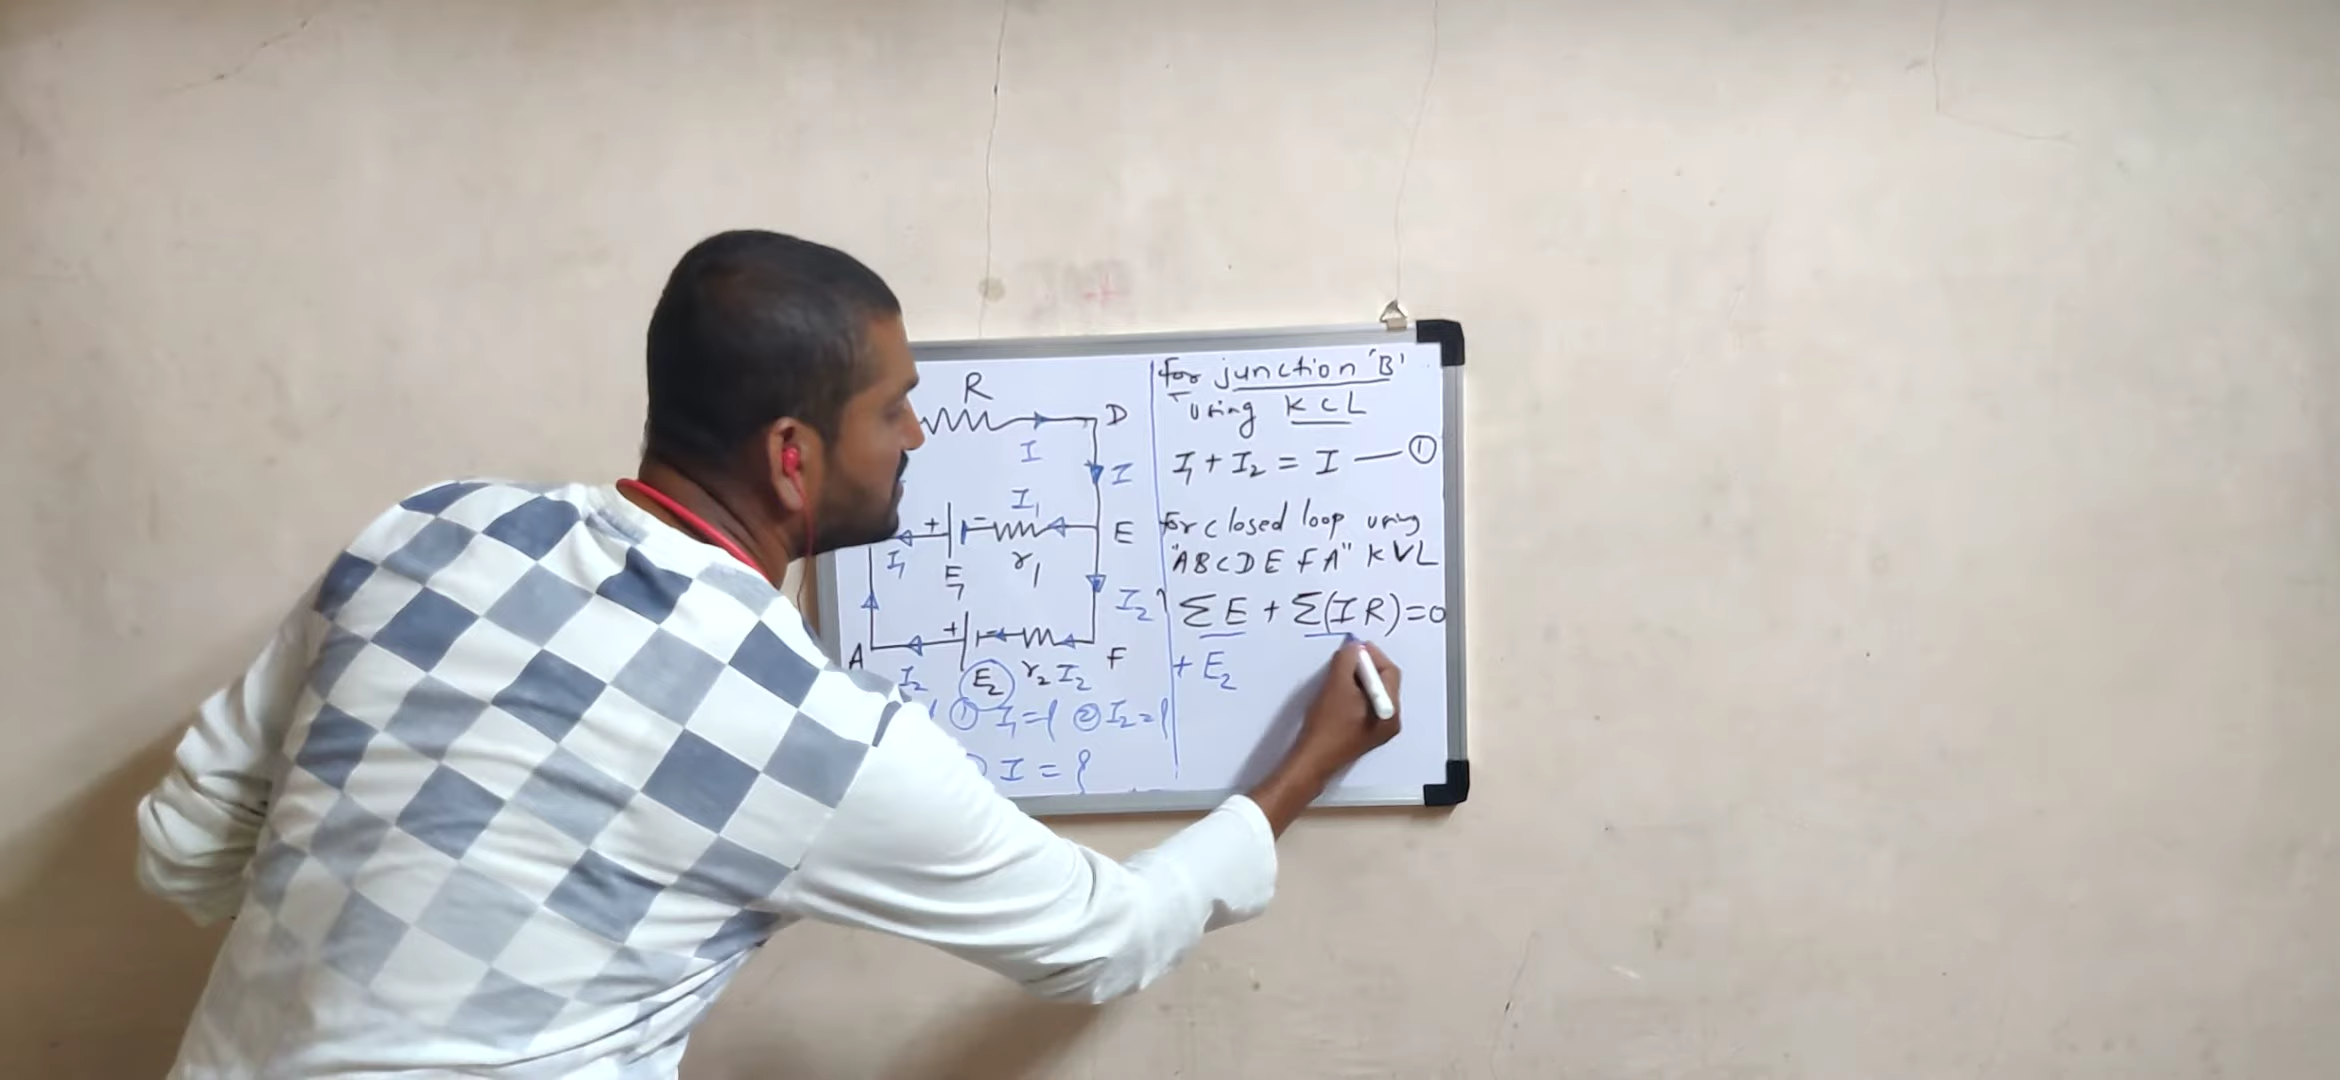 R
D
I
I
I₁
+ -
E
I₁
E₁
r₁
I₂
+ -
A
F
I₂
E₂
r₂ I₂
① I₁=? ② I₂=?
I = ?
For junction 'B'
using KCL
I₁ + I₂ = I — ①
For closed loop using
"ABCDEFA" KVL
ΣE + Σ(IR)=0
+ E₂